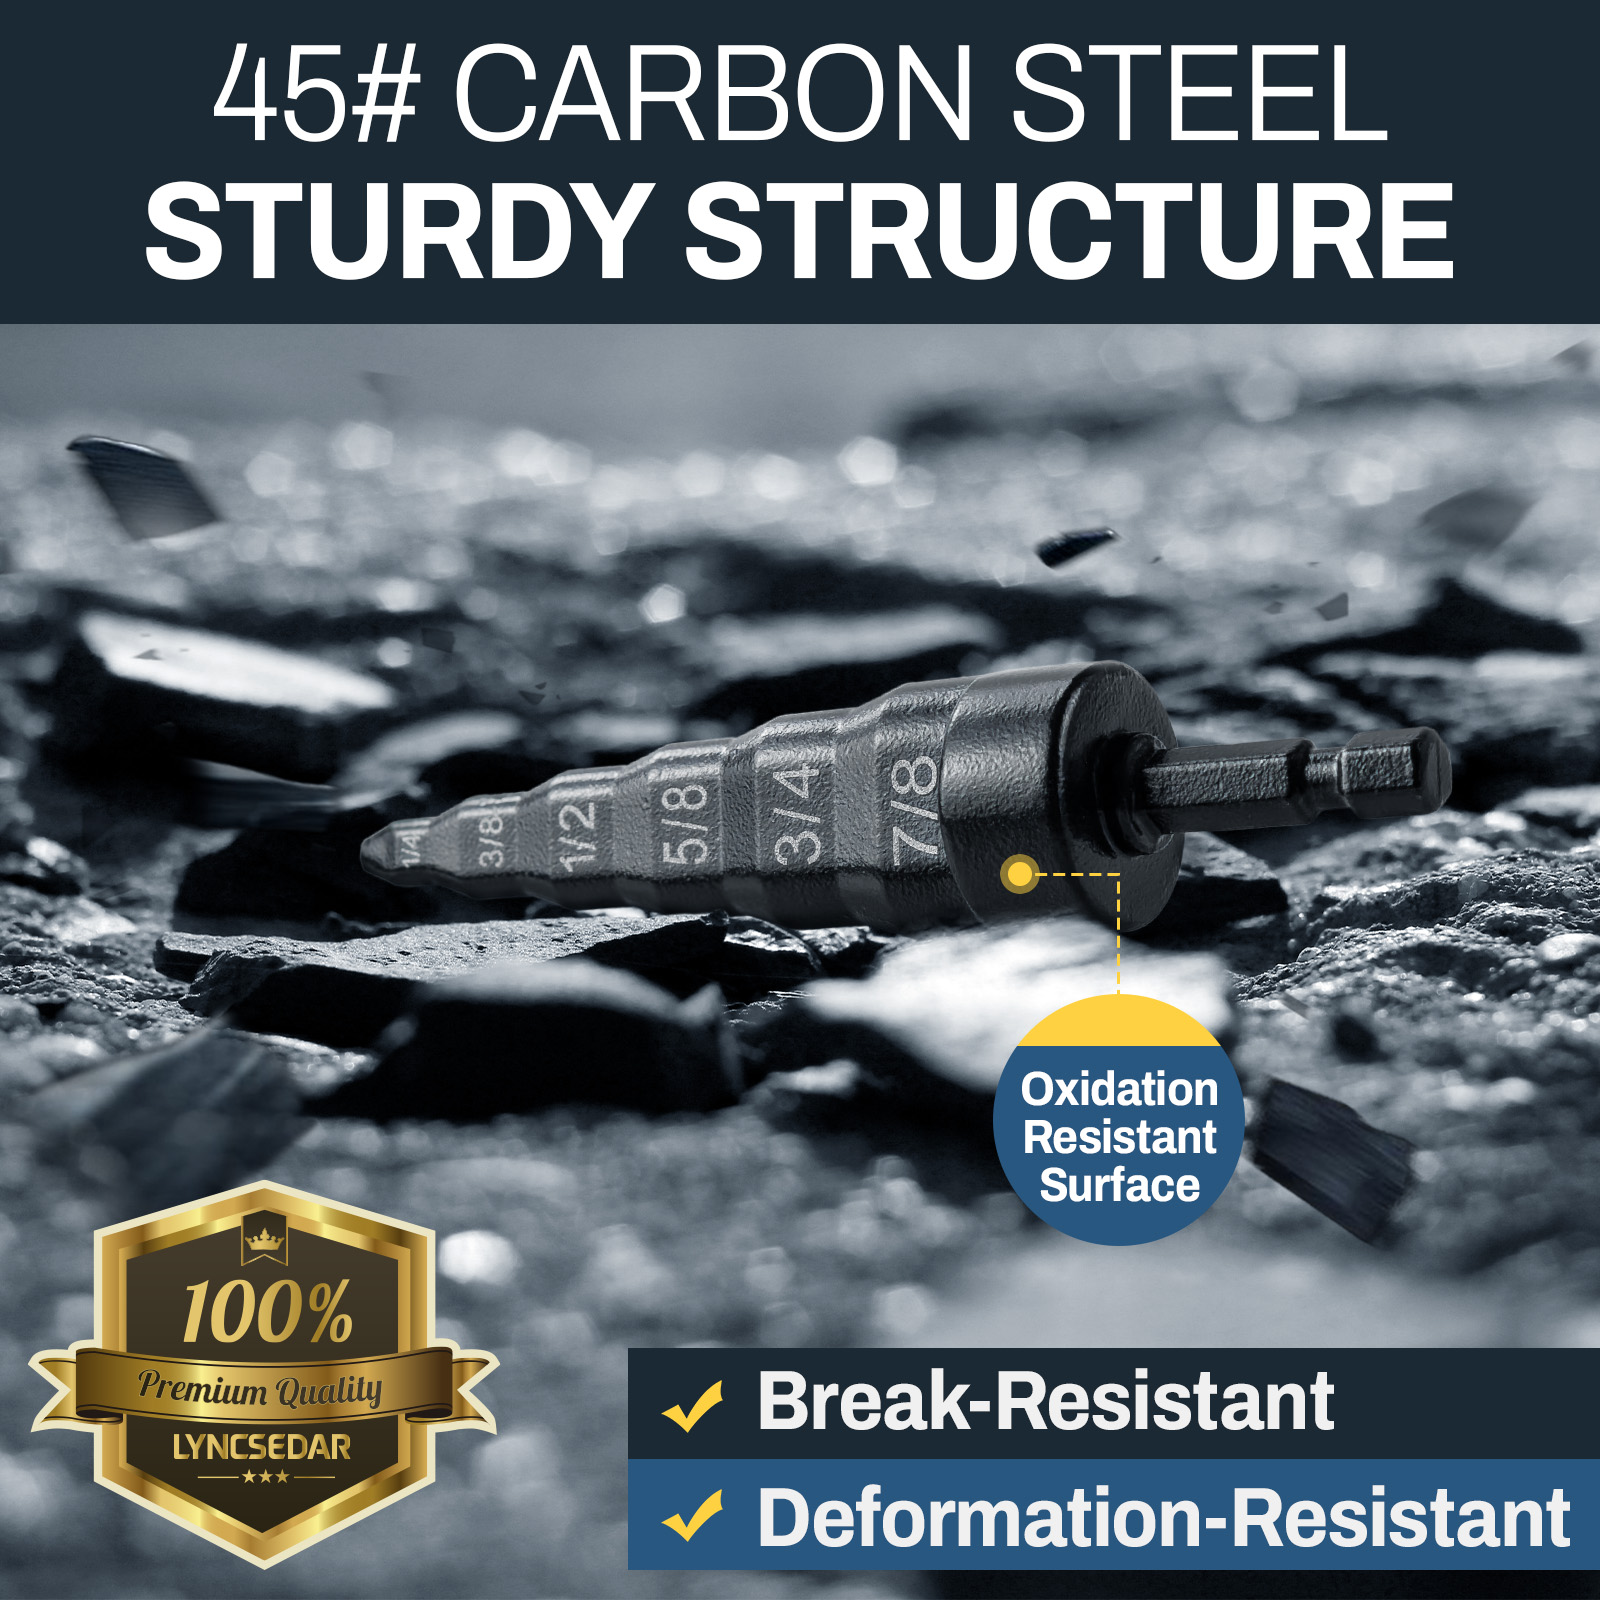 45# CARBON STEEL
STURDY STRUCTURE
1/4
3/8
1/2
5/8
3/4
7/8
Oxidation
Resistant
Surface
100%
Premium Quality
LYNCSEDAR
Break-Resistant
Deformation-Resistant